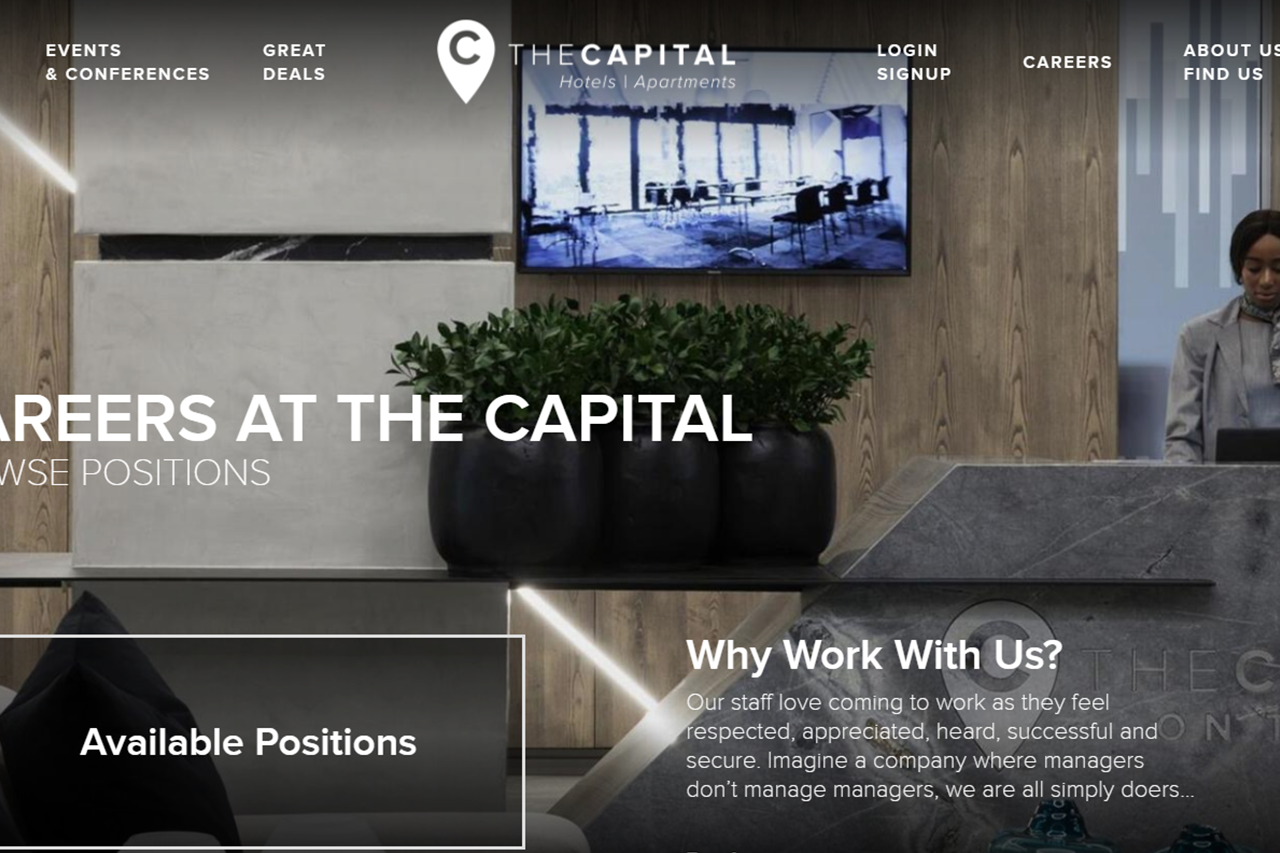 EVENTS
& CONFERENCES
GREAT
DEALS
C THECAPITAL
Hotels | Apartments
LOGIN
SIGNUP
CAREERS
ABOUT US
FIND US
AREERS AT THE CAPITAL
WSE POSITIONS
Available Positions
Why Work With Us?
Our staff love coming to work as they feel
respected, appreciated, heard, successful and
secure. Imagine a company where managers
don’t manage managers, we are all simply doers...
C THE C
ON